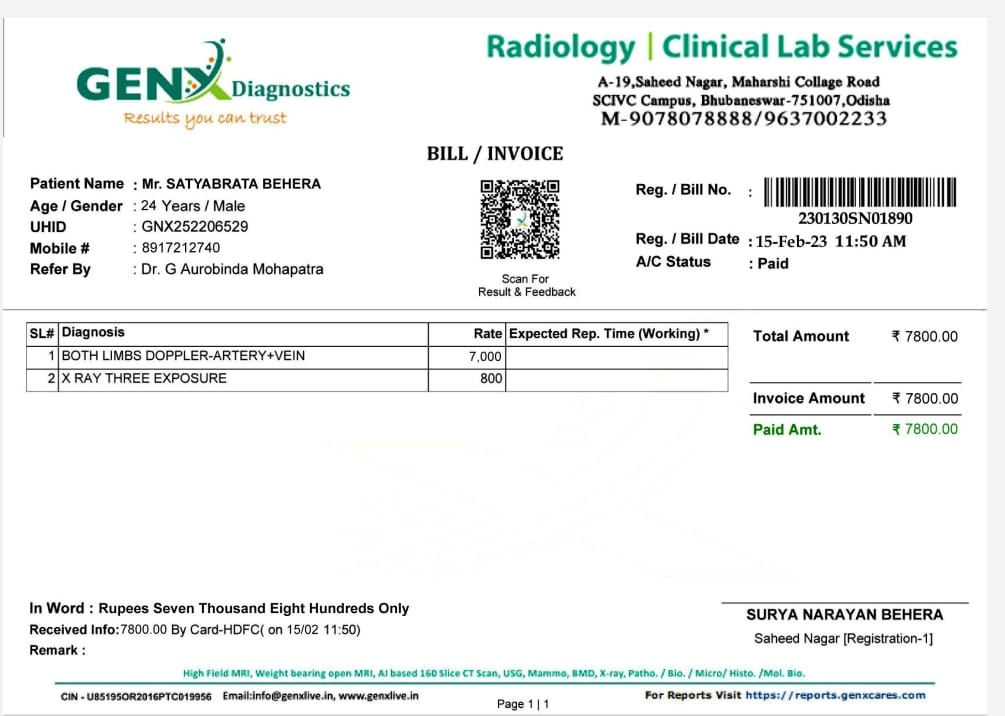 GENX Diagnostics
Results you can trust
Radiology | Clinical Lab Services
A-19,Saheed Nagar, Maharshi Collage Road
SCIVC Campus, Bhubaneswar-751007,Odisha
M-9078078888/9637002233
BILL / INVOICE
Patient Name : Mr. SATYABRATA BEHERA
Age / Gender : 24 Years / Male
UHID : GNX252206529
Mobile # : 8917212740
Refer By : Dr. G Aurobinda Mohapatra
Scan For
Result & Feedback
Reg. / Bill No. :
230130SN01890
Reg. / Bill Date : 15-Feb-23 11:50 AM
A/C Status : Paid
SL# Diagnosis Rate Expected Rep. Time (Working) *
1 BOTH LIMBS DOPPLER-ARTERY+VEIN 7,000
2 X RAY THREE EXPOSURE 800
Total Amount ₹ 7800.00
Invoice Amount ₹ 7800.00
Paid Amt. ₹ 7800.00
In Word : Rupees Seven Thousand Eight Hundreds Only
Received Info:7800.00 By Card-HDFC( on 15/02 11:50)
Remark :
SURYA NARAYAN BEHERA
Saheed Nagar [Registration-1]
High Field MRI, Weight bearing open MRI, AI based 160 Slice CT Scan, USG, Mammo, BMD, X-ray, Patho. / Bio. / Micro/ Histo. /Mol. Bio.
CIN - U85195OR2016PTC019956 Email:info@genxlive.in, www.genxlive.in
Page 1 | 1
For Reports Visit https://reports.genxcares.com